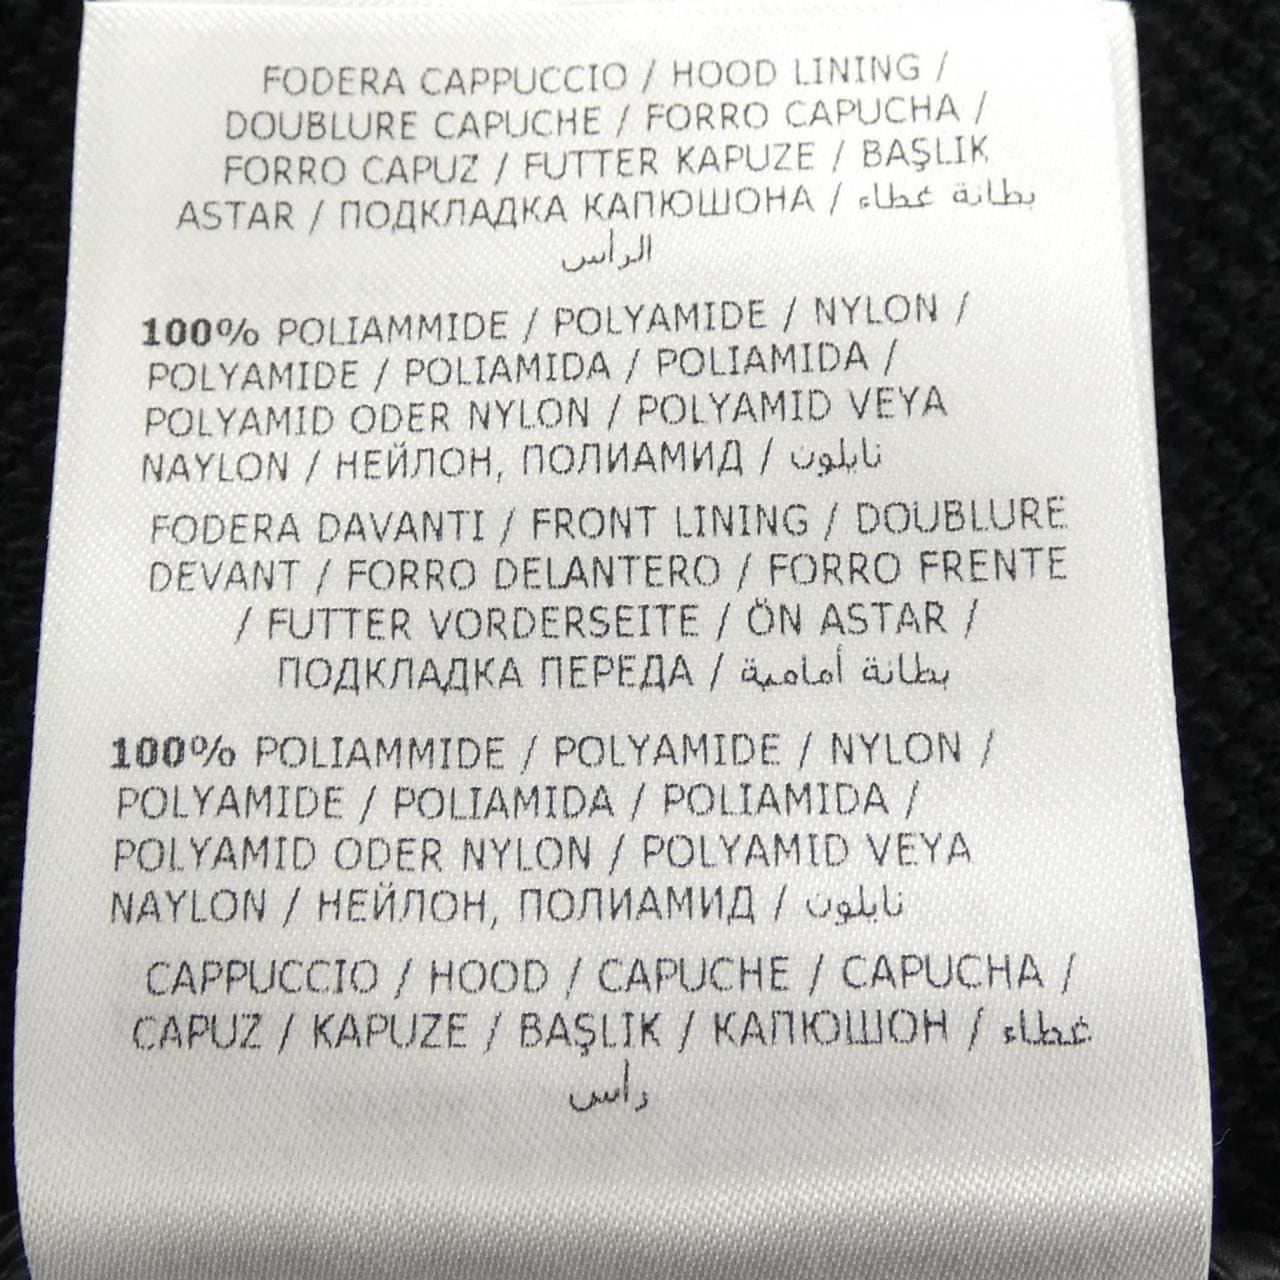 FODERA CAPPUCCIO / HOOD LINING /
DOUBLURE CAPUCHE / FORRO CAPUCHA /
FORRO CAPUZ / FUTTER KAPUZE / BAŞLIK
ASTAR / ПОДКЛАДКА КАПЮШОНА / بطانة غطاء
الرأس
100% POLIAMMIDE / POLYAMIDE / NYLON /
POLYAMIDE / POLIAMIDA / POLIAMIDA /
POLYAMID ODER NYLON / POLYAMID VEYA
NAYLON / НЕЙЛОН, ПОЛИАМИД / نايلون
FODERA DAVANTI / FRONT LINING / DOUBLURE
DEVANT / FORRO DELANTERO / FORRO FRENTE
/ FUTTER VORDERSEITE / ÖN ASTAR /
ПОДКЛАДКА ПЕРЕДА / بطانة أمامية
100% POLIAMMIDE / POLYAMIDE / NYLON /
POLYAMIDE / POLIAMIDA / POLIAMIDA /
POLYAMID ODER NYLON / POLYAMID VEYA
NAYLON / НЕЙЛОН, ПОЛИАМИД / نايلون
CAPPUCCIO / HOOD / CAPUCHE / CAPUCHA /
CAPUZ / KAPUZE / BAŞLIK / КАПЮШОН / غطاء
رأس